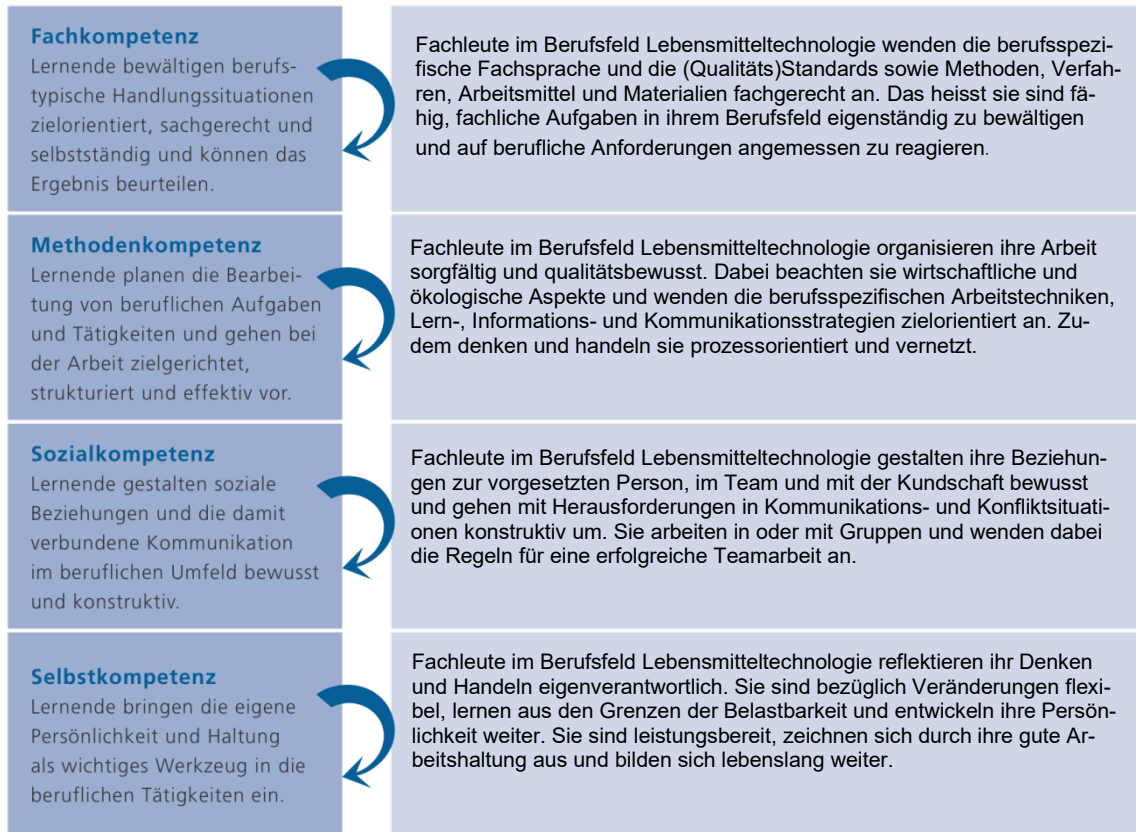 Fachkompetenz
Lernende bewältigen berufs-
typische Handlungssituationen
zielorientiert, sachgerecht und
selbstständig und können das
Ergebnis beurteilen.
Fachleute im Berufsfeld Lebensmitteltechnologie wenden die berufsspezi-
fische Fachsprache und die (Qualitäts)Standards sowie Methoden, Verfah-
ren, Arbeitsmittel und Materialien fachgerecht an. Das heisst sie sind fä-
hig, fachliche Aufgaben in ihrem Berufsfeld eigenständig zu bewältigen
und auf berufliche Anforderungen angemessen zu reagieren.
Methodenkompetenz
Lernende planen die Bearbei-
tung von beruflichen Aufgaben
und Tätigkeiten und gehen bei
der Arbeit zielgerichtet,
strukturiert und effektiv vor.
Fachleute im Berufsfeld Lebensmitteltechnologie organisieren ihre Arbeit
sorgfältig und qualitätsbewusst. Dabei beachten sie wirtschaftliche und
ökologische Aspekte und wenden die berufsspezifischen Arbeitstechniken,
Lern-, Informations- und Kommunikationsstrategien zielorientiert an. Zu-
dem denken und handeln sie prozessorientiert und vernetzt.
Sozialkompetenz
Lernende gestalten soziale
Beziehungen und die damit
verbundene Kommunikation
im beruflichen Umfeld bewusst
und konstruktiv.
Fachleute im Berufsfeld Lebensmitteltechnologie gestalten ihre Beziehun-
gen zur vorgesetzten Person, im Team und mit der Kundschaft bewusst
und gehen mit Herausforderungen in Kommunikations- und Konfliktsituati-
onen konstruktiv um. Sie arbeiten in oder mit Gruppen und wenden dabei
die Regeln für eine erfolgreiche Teamarbeit an.
Selbstkompetenz
Lernende bringen die eigene
Persönlichkeit und Haltung
als wichtiges Werkzeug in die
beruflichen Tätigkeiten ein.
Fachleute im Berufsfeld Lebensmitteltechnologie reflektieren ihr Denken
und Handeln eigenverantwortlich. Sie sind bezüglich Veränderungen flexi-
bel, lernen aus den Grenzen der Belastbarkeit und entwickeln ihre Persön-
lichkeit weiter. Sie sind leistungsbereit, zeichnen sich durch ihre gute Ar-
beitshaltung aus und bilden sich lebenslang weiter.